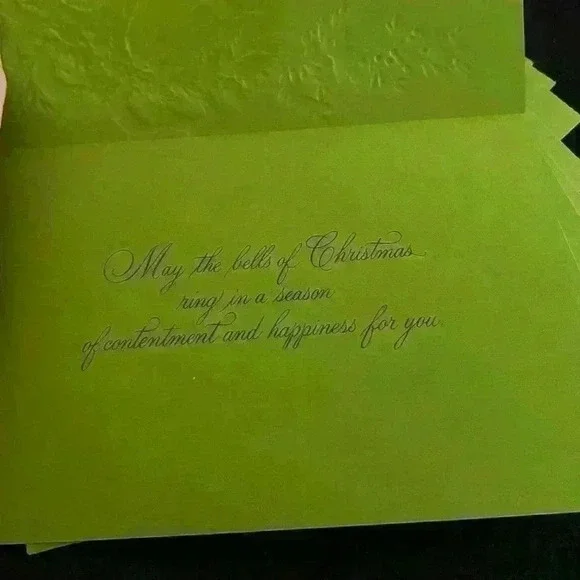 May the bells of Christmas
ring in a season
of contentment and happiness for you